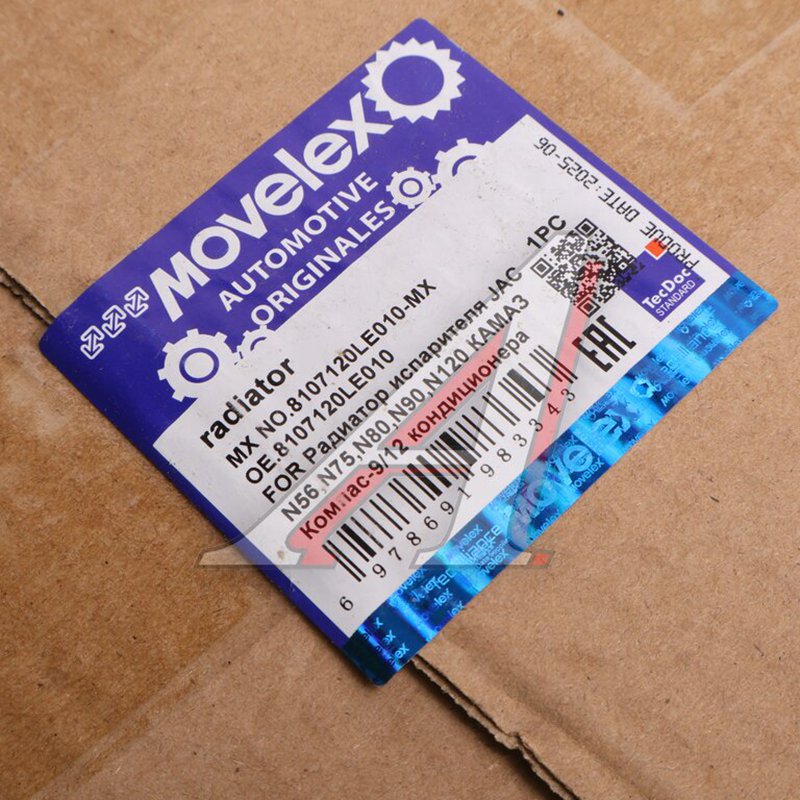 Movelex
AUTOMOTIVE
ORIGINALES
PRODUE DATE:2025-06
TecDoc
STANDARD
radiator
MX NO.8107120LE010-MX
OE.8107120LE010
FOR Радиатор испарителя JAC 1PC
N56,N75,N80,N90,N120 КАМАЗ
Компас-9/12 кондиционера
EAC
6 978691 983343
Movelex